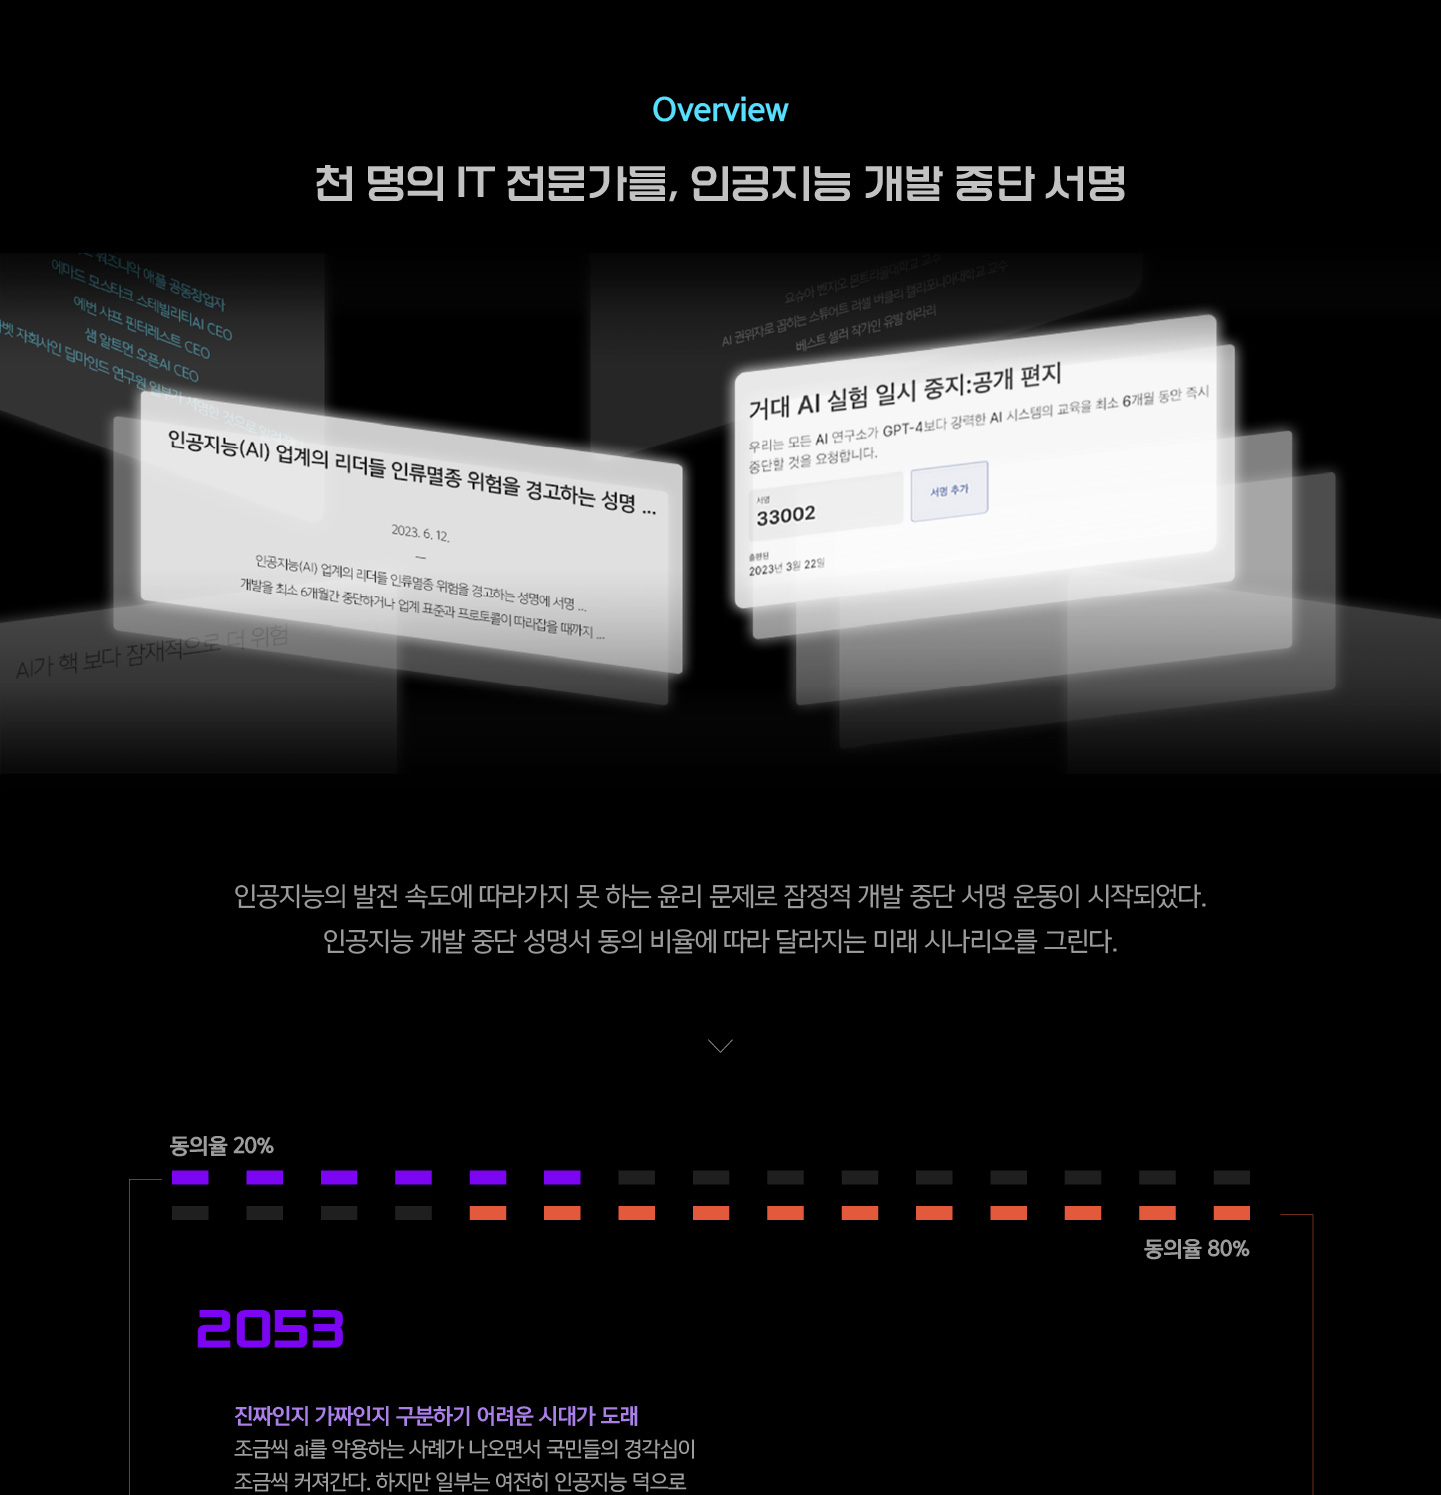 Overview
천 명의 IT 전문가들, 인공지능 개발 중단 서명
워즈니악 애플 공동창업자
에마드 모스타크 스테빌리티AI CEO
에번 샤프 핀터레스트 CEO
샘 알트먼 오픈AI CEO
자회사인 딥마인드 연구원 일부가 서명한 것으로
요슈아 벤지오 몬트리올대학교 교수
AI 권위자로 꼽하는 스튜어트 러셀 버클리 캘리포니아대학교 교수
베스트 셀러 작가인 유발 하라리
인공지능(AI) 업계의 리더들 인류멸종 위험을 경고하는 성명 ...
2023. 6. 12.
—
인공지능(AI) 업계의 리더들 인류멸종 위험을 경고하는 성명에 서명 ...
개발을 최소 6개월간 중단하거나 업계 표준과 프로토콜이 따라잡을 때까지 ...
거대 AI 실험 일시 중지:공개 편지
우리는 모든 AI 연구소가 GPT-4보다 강력한 AI 시스템의 교육을 최소 6개월 동안 즉시
중단할 것을 요청합니다.
서명
33002
서명 추가
출판된
2023년 3월 22일
AI가 핵 보다 잠재적으로 더 위험
인공지능의 발전 속도에 따라가지 못 하는 윤리 문제로 잠정적 개발 중단 서명 운동이 시작되었다.
인공지능 개발 중단 성명서 동의 비율에 따라 달라지는 미래 시나리오를 그린다.
동의율 20%
동의율 80%
2053
진짜인지 가짜인지 구분하기 어려운 시대가 도래
조금씩 ai를 악용하는 사례가 나오면서 국민들의 경각심이
조금씩 커져간다. 하지만 일부는 여전히 인공지능 덕으로